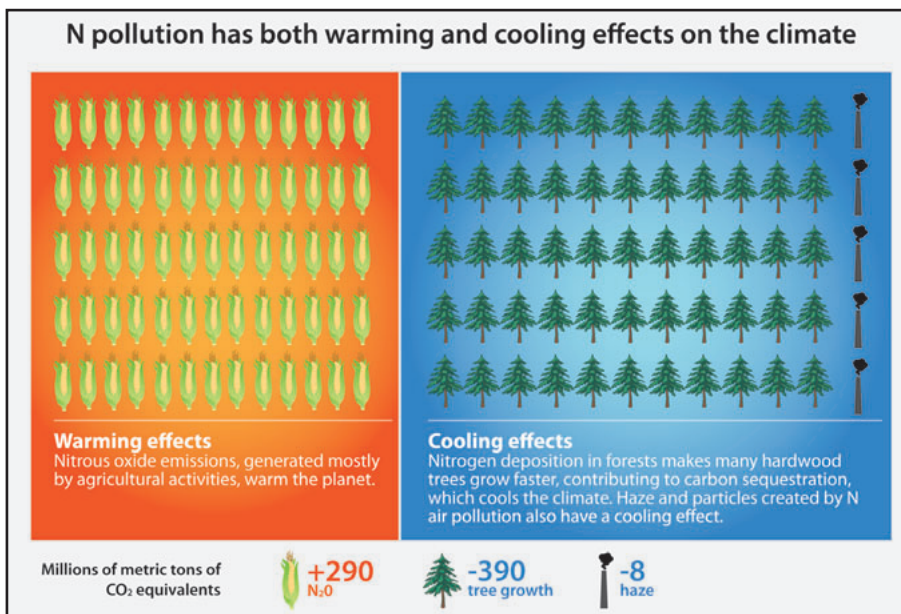 N pollution has both warming and cooling effects on the climate
Warming effects
Nitrous oxide emissions, generated mostly
by agricultural activities, warm the planet.
Cooling effects
Nitrogen deposition in forests makes many hardwood
trees grow faster, contributing to carbon sequestration,
which cools the climate. Haze and particles created by N
air pollution also have a cooling effect.
Millions of metric tons of
CO₂ equivalents
+290
N₂0
-390
tree growth
-8
haze